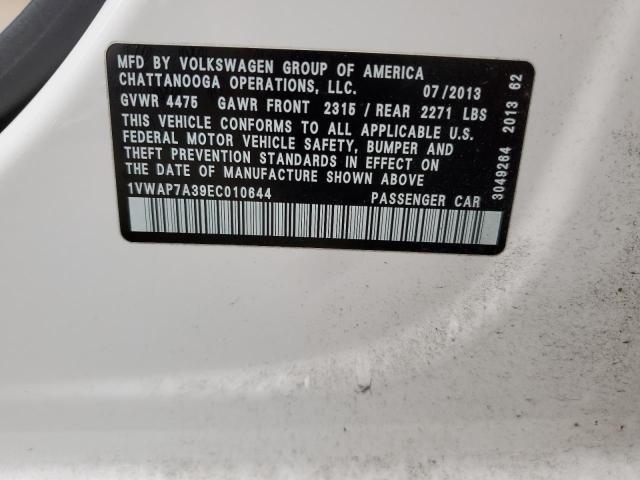 MFD BY VOLKSWAGEN GROUP OF AMERICA
CHATTANOOGA OPERATIONS, LLC. 07/2013
GVWR 4475 GAWR FRONT 2315/REAR 2271 LBS
THIS VEHICLE CONFORMS TO ALL APPLICABLE U.S.
FEDERAL MOTOR VEHICLE SAFETY, BUMPER AND
THEFT PREVENTION STANDARDS IN EFFECT ON
THE DATE OF MANUFACTURE SHOWN ABOVE
1VWAP7A39EC010644 PASSENGER CAR
3049264 2013 62